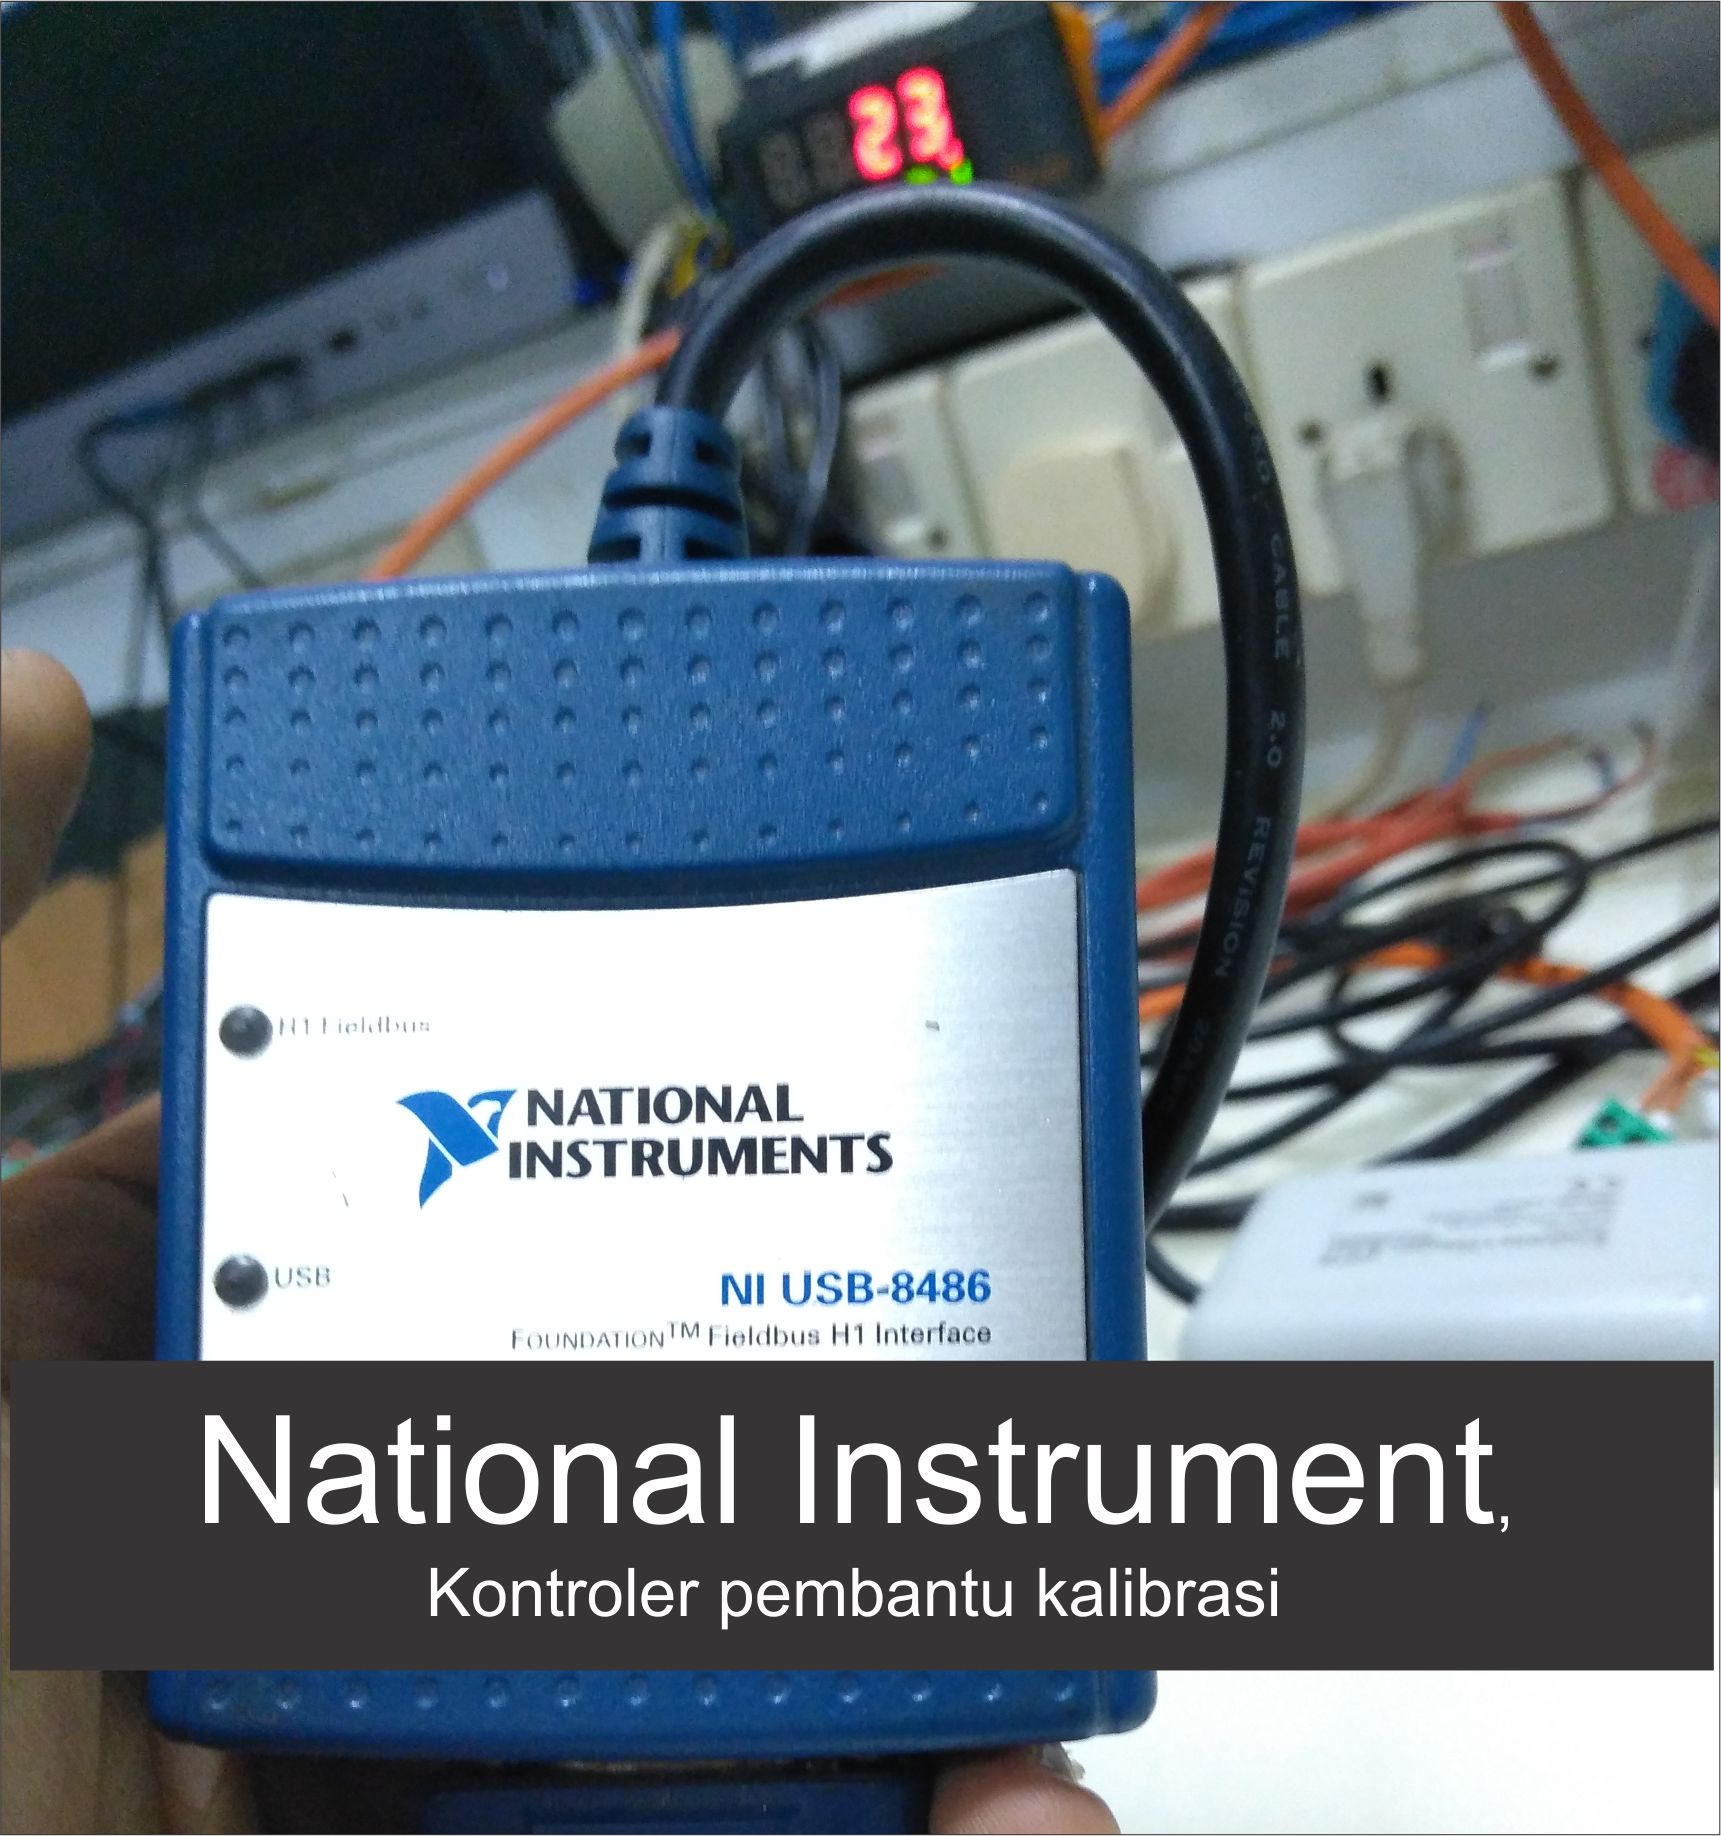 23
CABLE 2.0 REVISION
H1 Fieldbus
NATIONAL
INSTRUMENTS
USB
NI USB-8486
FOUNDATION™ Fieldbus H1 Interface
National Instrument,
Kontroler pembantu kalibrasi